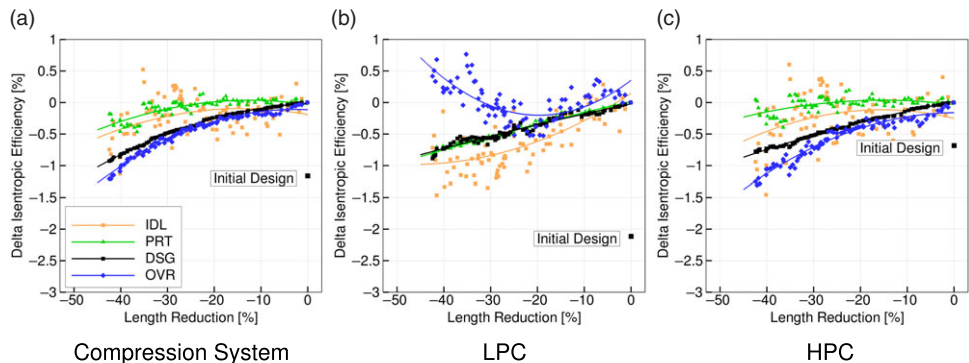 (a)
Delta Isentropic Efficiency [%]
1
0.5
0
−0.5
−1
−1.5
−2
−2.5
−3
Initial Design
IDL
PRT
DSG
OVR
−50 −40 −30 −20 −10 0
Length Reduction [%]
Compression System
(b)
Delta Isentropic Efficiency [%]
1
0.5
0
−0.5
−1
−1.5
−2
−2.5
−3
Initial Design
−50 −40 −30 −20 −10 0
Length Reduction [%]
LPC
(c)
Delta Isentropic Efficiency [%]
1
0.5
0
−0.5
−1
−1.5
−2
−2.5
−3
Initial Design
−50 −40 −30 −20 −10 0
Length Reduction [%]
HPC